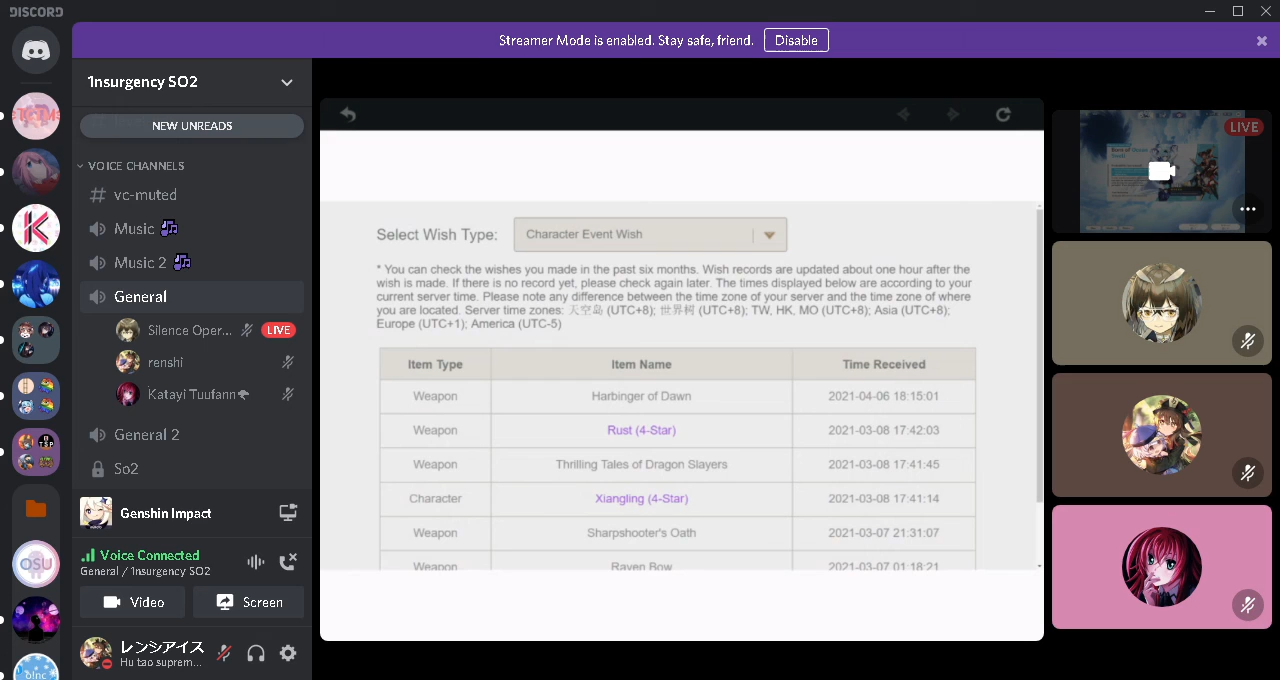 DISCORD
Streamer Mode is enabled. Stay safe, friend.
Disable
1nsurgency SO2
NEW UNREADS
VOICE CHANNELS
vc-muted
Music
Music 2
General
Silence Oper...
LIVE
renshi
Katayi Tuufann
General 2
So2
Genshin Impact
Voice Connected
General / 1nsurgency SO2
Video
Screen
レンシアイス
Hu tao suprem...
OSU
Select Wish Type:
Character Event Wish
* You can check the wishes you made in the past six months. Wish records are updated about one hour after the
wish is made. If there is no record yet, please check again later. The times displayed below are according to your
current server time. Please note any difference between the time zone of your server and the time zone of where
you are located. Server time zones: 天空岛 (UTC+8); 世界树 (UTC+8); TW, HK, MO (UTC+8); Asia (UTC+8);
Europe (UTC+1); America (UTC-5)
Item Type Item Name Time Received
Weapon Harbinger of Dawn 2021-04-06 18:15:01
Weapon Rust (4-Star) 2021-03-08 17:42:03
Weapon Thrilling Tales of Dragon Slayers 2021-03-08 17:41:45
Character Xiangling (4-Star) 2021-03-08 17:41:14
Weapon Sharpshooter's Oath 2021-03-07 21:31:07
Weapon Raven Bow 2021-03-07 01:18:21
LIVE